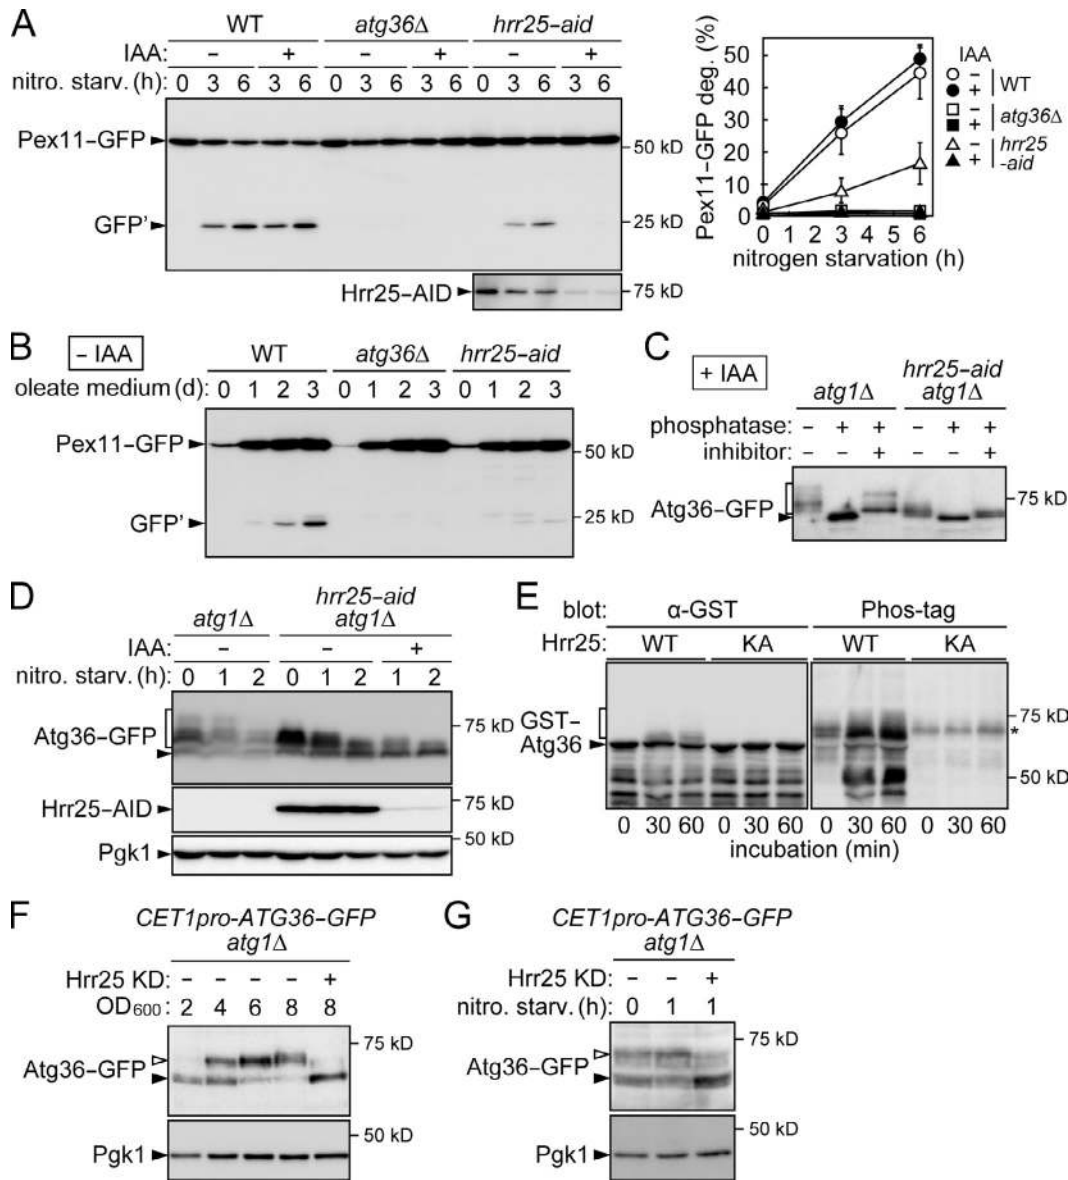 A
WT atg36Δ hrr25-aid
IAA: – + – + – +
nitro. starv. (h) 0 3 6 3 6 0 3 6 3 6 0 3 6 3 6
Pex11-GFP
50 kD
GFP'
25 kD
Hrr25-AID
75 kD
Pex11-GFP deg. (%)
50
40
30
20
10
0
0 1 2 3 4 5 6
nitrogen starvation (h)
IAA
– WT
+
– atg36Δ
+
– hrr25
+ -aid
B
– IAA
WT atg36Δ hrr25-aid
oleate medium (d): 0 1 2 3 0 1 2 3 0 1 2 3
Pex11-GFP
50 kD
GFP'
25 kD
C
+ IAA
hrr25-aid
atg1Δ atg1Δ
phosphatase: – + + – + +
inhibitor: – – + – – +
Atg36-GFP
75 kD
D
hrr25-aid
atg1Δ atg1Δ
IAA: – – +
nitro. starv. (h): 0 1 2 0 1 2 1 2
Atg36-GFP
75 kD
Hrr25-AID
75 kD
Pgk1
50 kD
E
blot: α-GST Phos-tag
Hrr25: WT KA WT KA
GST-
Atg36
75 kD
*
50 kD
0 30 60 0 30 60 0 30 60 0 30 60
incubation (min)
F
CET1pro-ATG36-GFP
atg1Δ
Hrr25 KD: – – – – +
OD600: 2 4 6 8 8
Atg36-GFP
75 kD
Pgk1
50 kD
G
CET1pro-ATG36-GFP
atg1Δ
Hrr25 KD: – – +
nitro. starv. (h): 0 1 1
Atg36-GFP
75 kD
Pgk1
50 kD